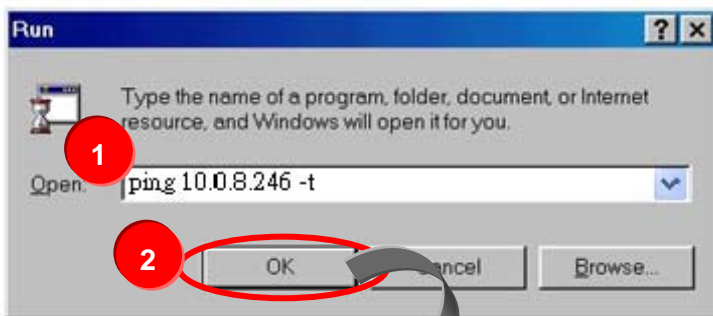 Run
Type the name of a program, folder, document, or Internet
resource, and Windows will open it for you.
1
Open:
ping 10.0.8.246 -t
2
OK
Cancel
Browse...